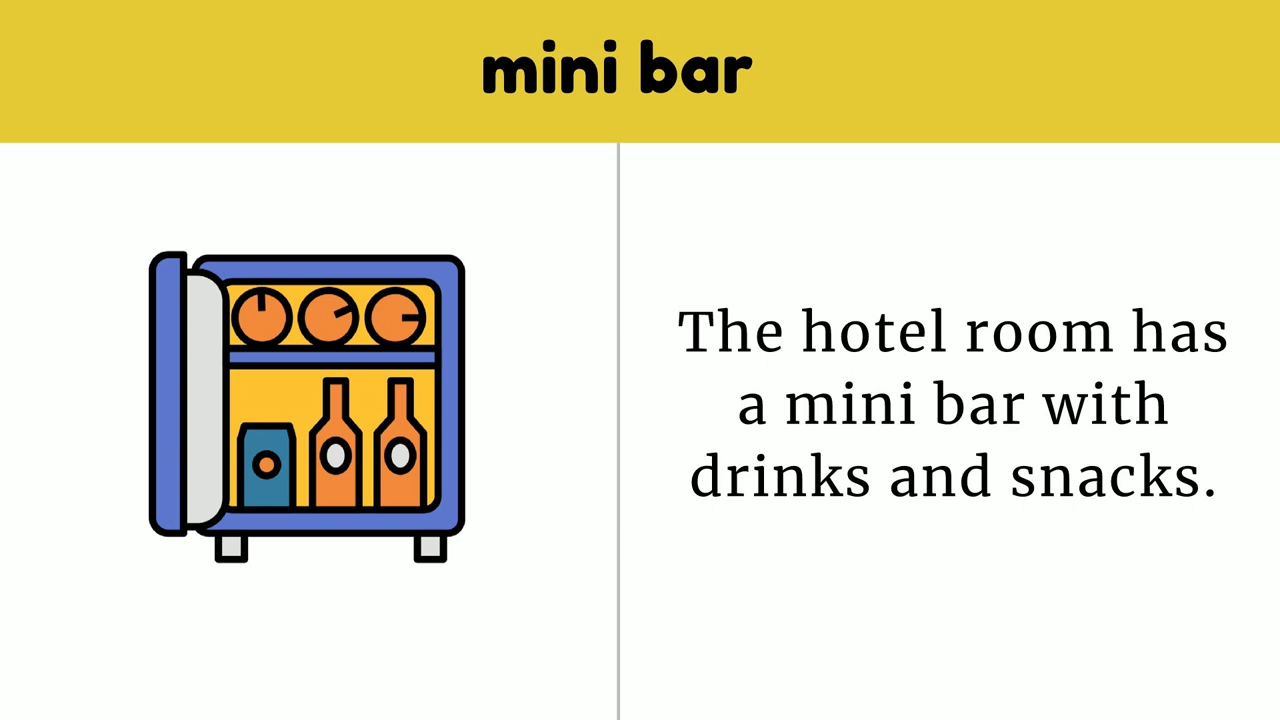 mini bar
The hotel room has
a mini bar with
drinks and snacks.